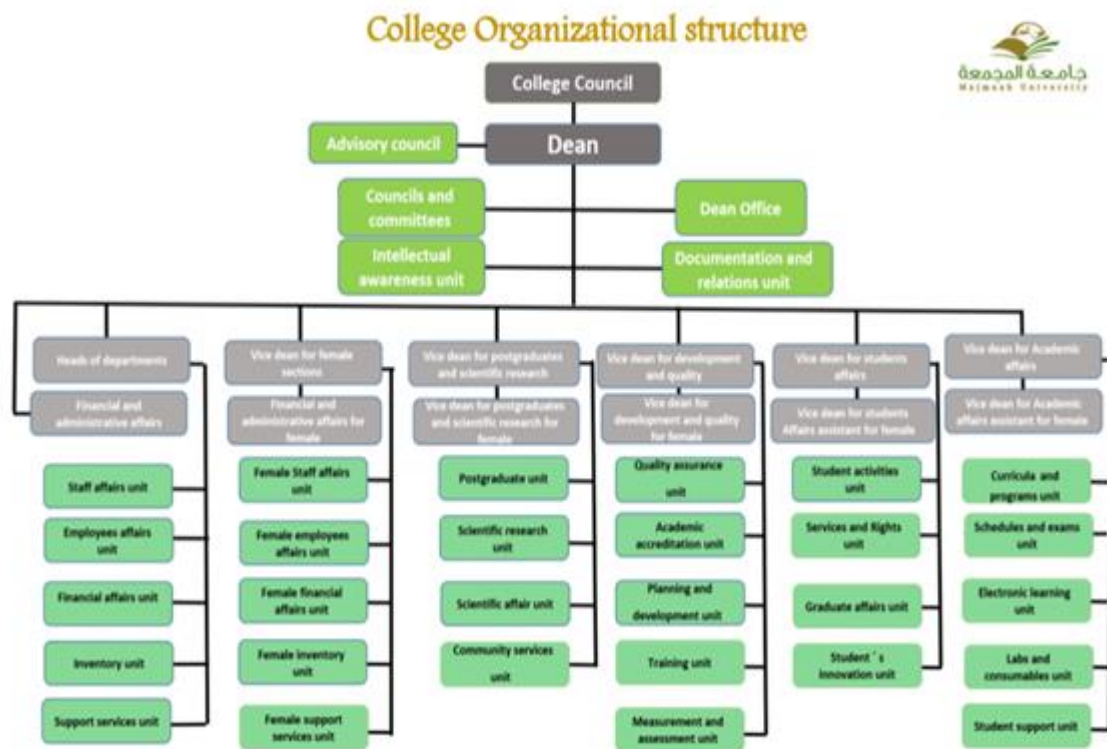 College Organizational structure
جامعة المجمعة
Majmaah University
College Council
Advisory council
Dean
Councils and
committees
Dean Office
Intellectual
awareness unit
Documentation and
relations unit
Heads of departments
Vice dean for female
sections
Vice dean for postgraduates
and scientific research
Vice dean for development
and quality
Vice dean for students
affairs
Vice dean for Academic
affairs
Financial and
administrative affairs
Financial and
administrative affairs for
female
Vice dean for postgraduates
and scientific research for
female
Vice dean for
development and quality
for female
Vice dean for students
Affairs assistant for female
Vice dean for Academic
affairs assistant for female
Staff affairs unit
Employees affairs
unit
Financial affairs unit
Inventory unit
Support services unit
Female Staff affairs
unit
Female employees
affairs unit
Female financial
affairs unit
Female inventory
unit
Female support
services unit
Postgraduate unit
Scientific research
unit
Scientific affair unit
Community services
unit
Quality assurance
unit
Academic
accreditation unit
Planning and
development unit
Training unit
Measurement and
assessment unit
Student activities
unit
Services and Rights
unit
Graduate affairs unit
Student´s
innovation unit
Curricula and
programs unit
Schedules and exams
unit
Electronic learning
unit
Labs and
consumables unit
Student support unit